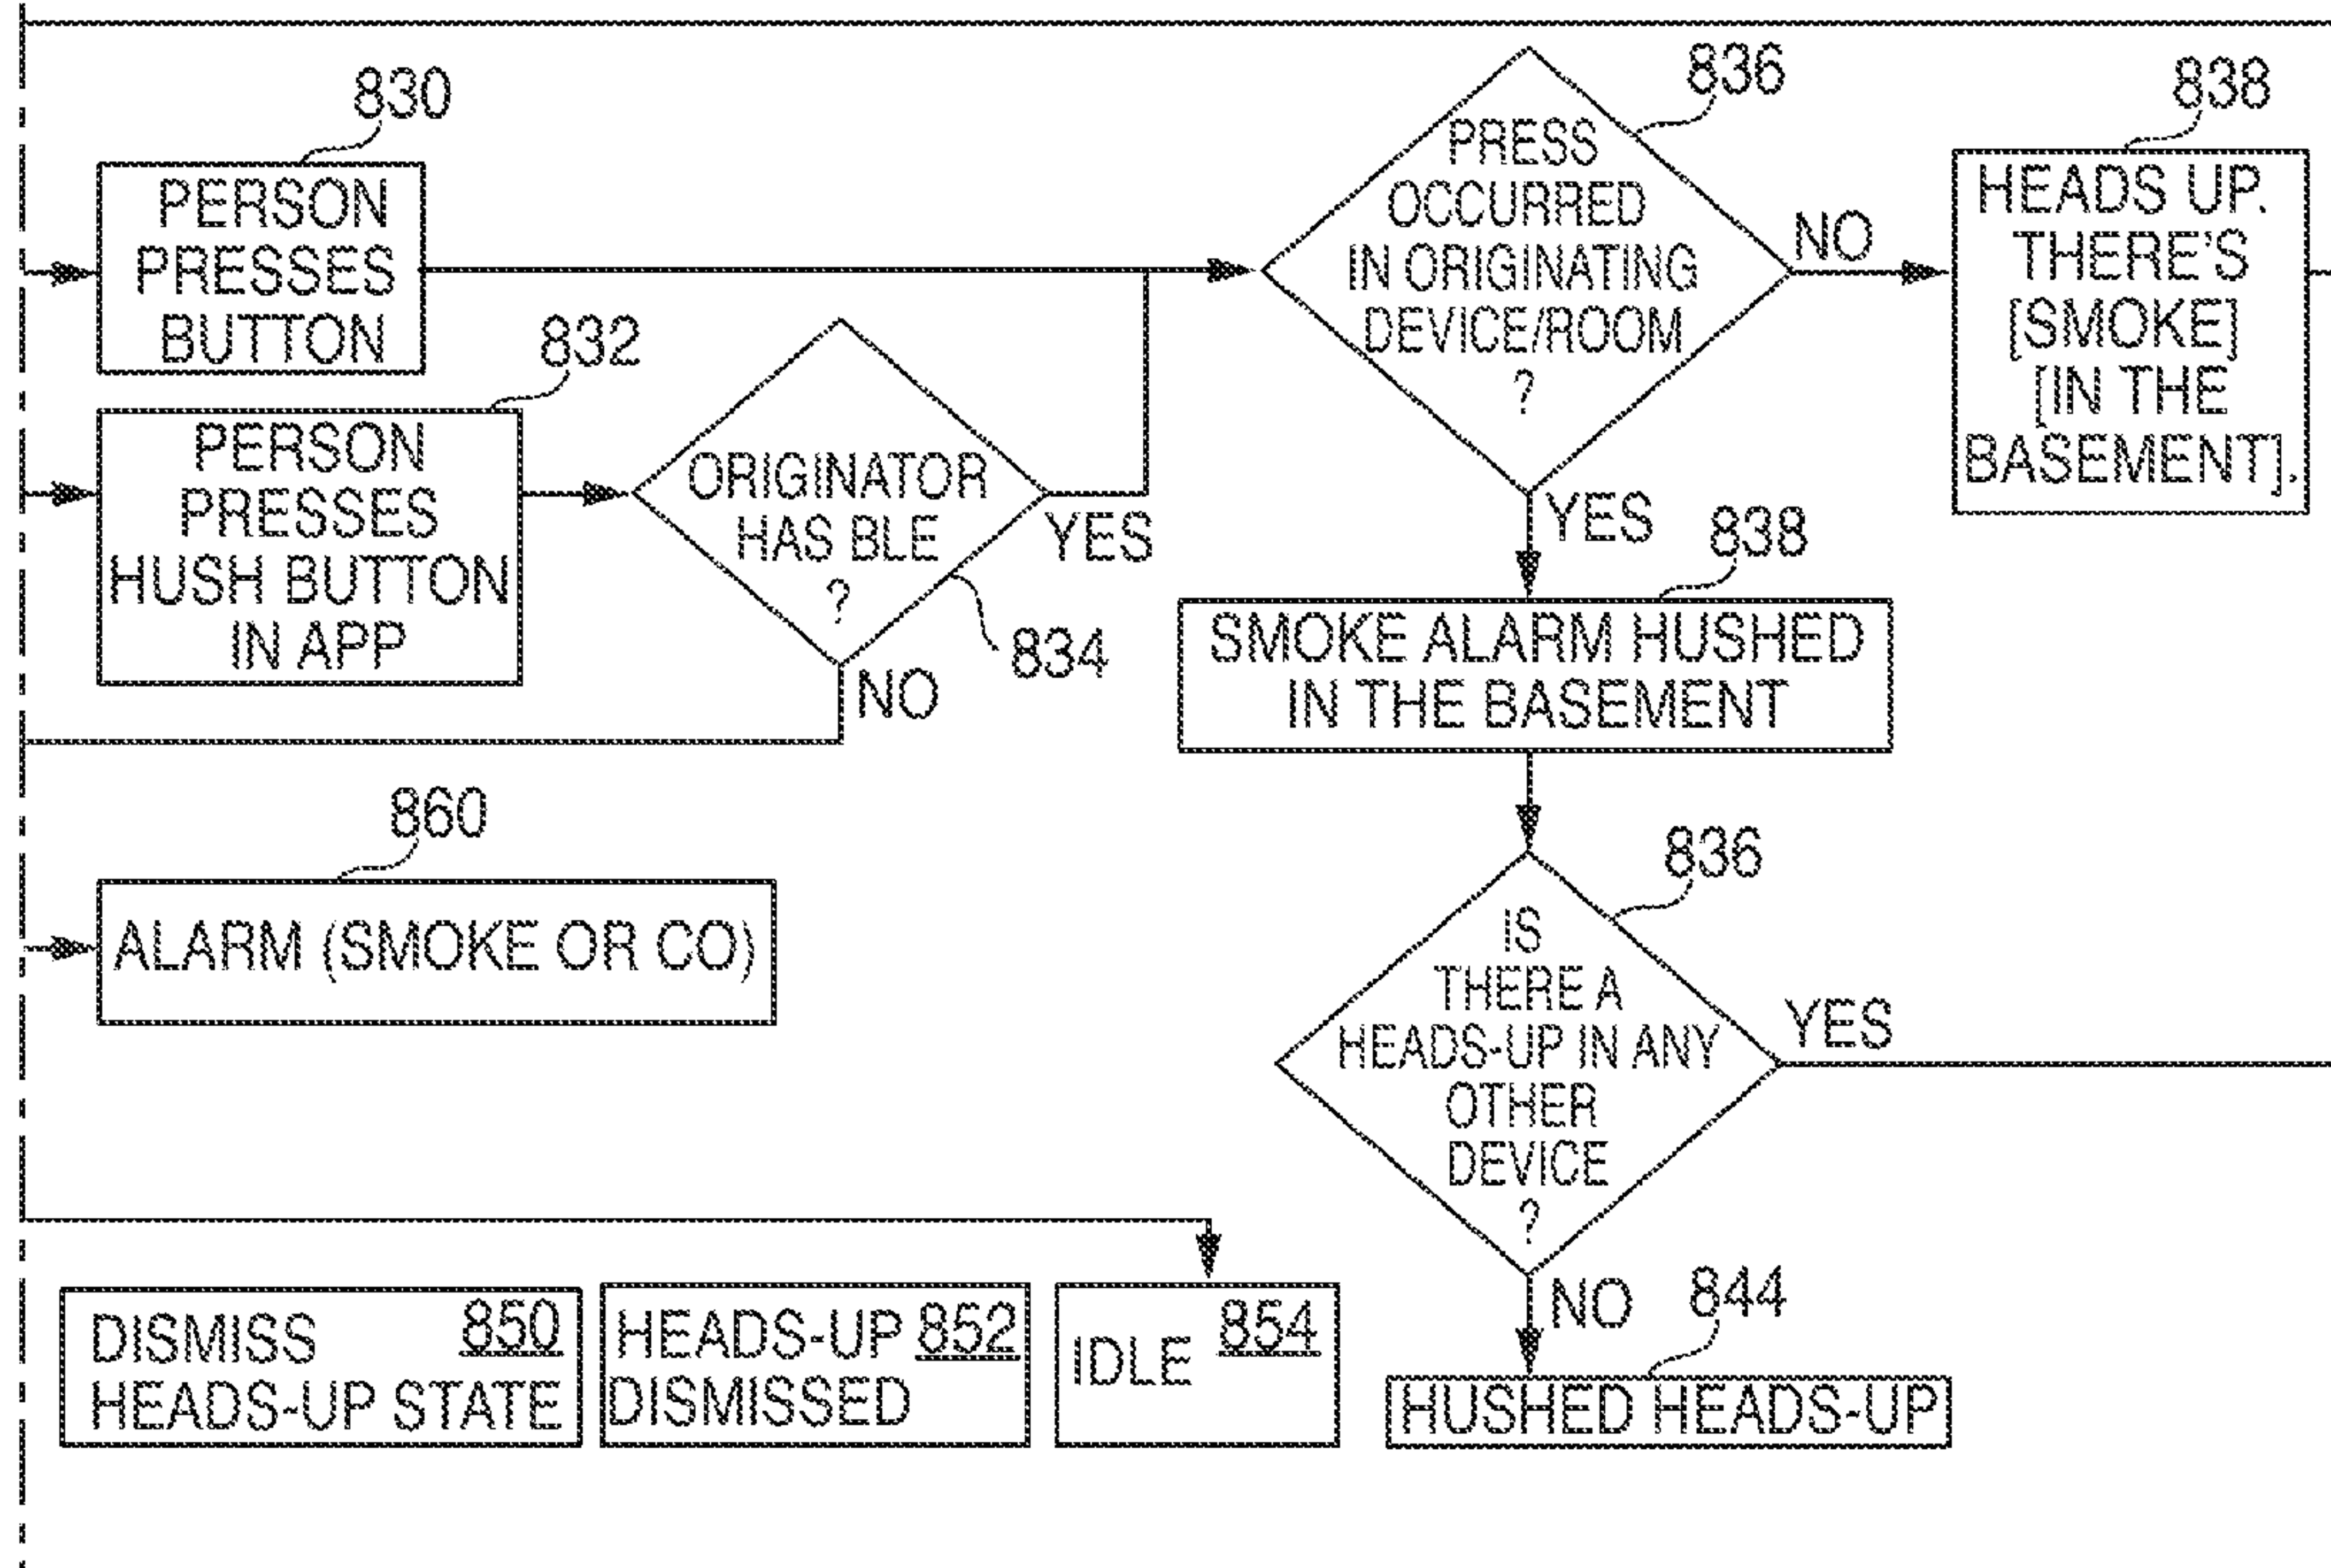 830
PERSON
PRESSES
BUTTON
832
PERSON
PRESSES
HUSH BUTTON
IN APP
ORIGINATOR
HAS BLE
?
YES
834
NO
836
PRESS
OCCURRED
IN ORIGINATING
DEVICE/ROOM
?
NO
838
HEADS UP.
THERE'S
[SMOKE]
[IN THE
BASEMENT].
YES
838
SMOKE ALARM HUSHED
IN THE BASEMENT
860
ALARM (SMOKE OR CO)
836
IS
THERE A
HEADS-UP IN ANY
OTHER
DEVICE
?
YES
NO
844
HUSHED HEADS-UP
DISMISS 850
HEADS-UP STATE
HEADS-UP 852
DISMISSED
IDLE 854